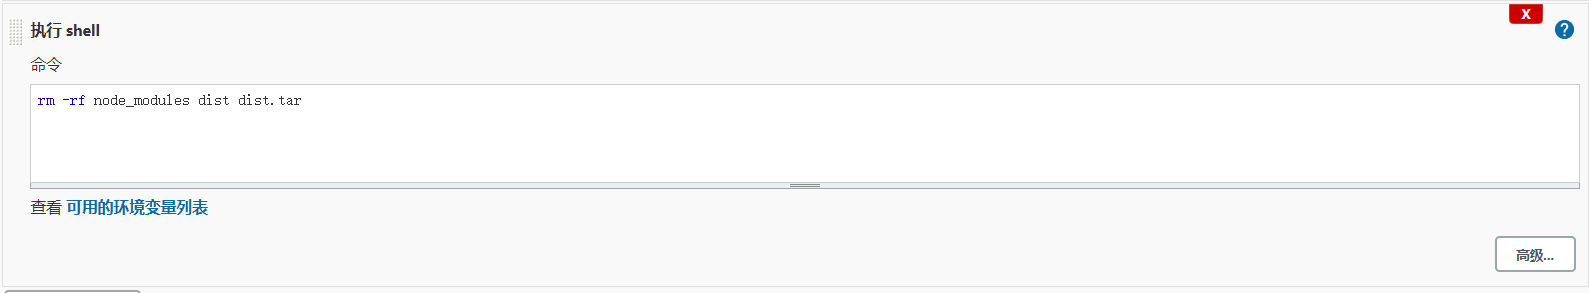 执行 shell
X
?
命令
rm -rf node_modules dist dist.tar
查看 可用的环境变量列表
高级...